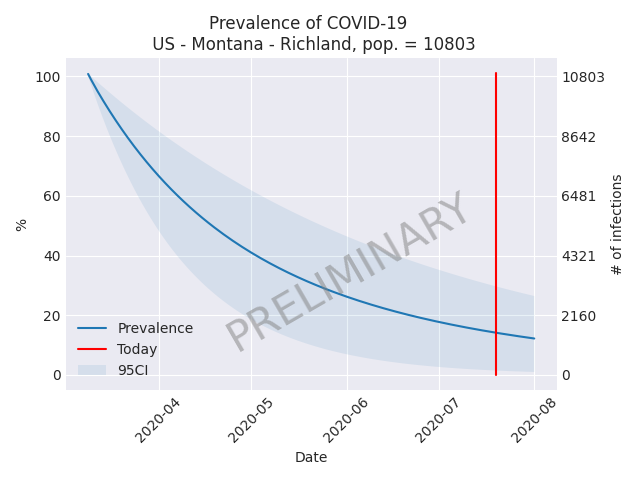 Prevalence of COVID-19
US - Montana - Richland, pop. = 10803
100
80
60
40
20
0
%
10803
8642
6481
4321
2160
0
# of infections
PRELIMINARY
Prevalence
Today
95CI
2020-04
2020-05
2020-06
2020-07
2020-08
Date